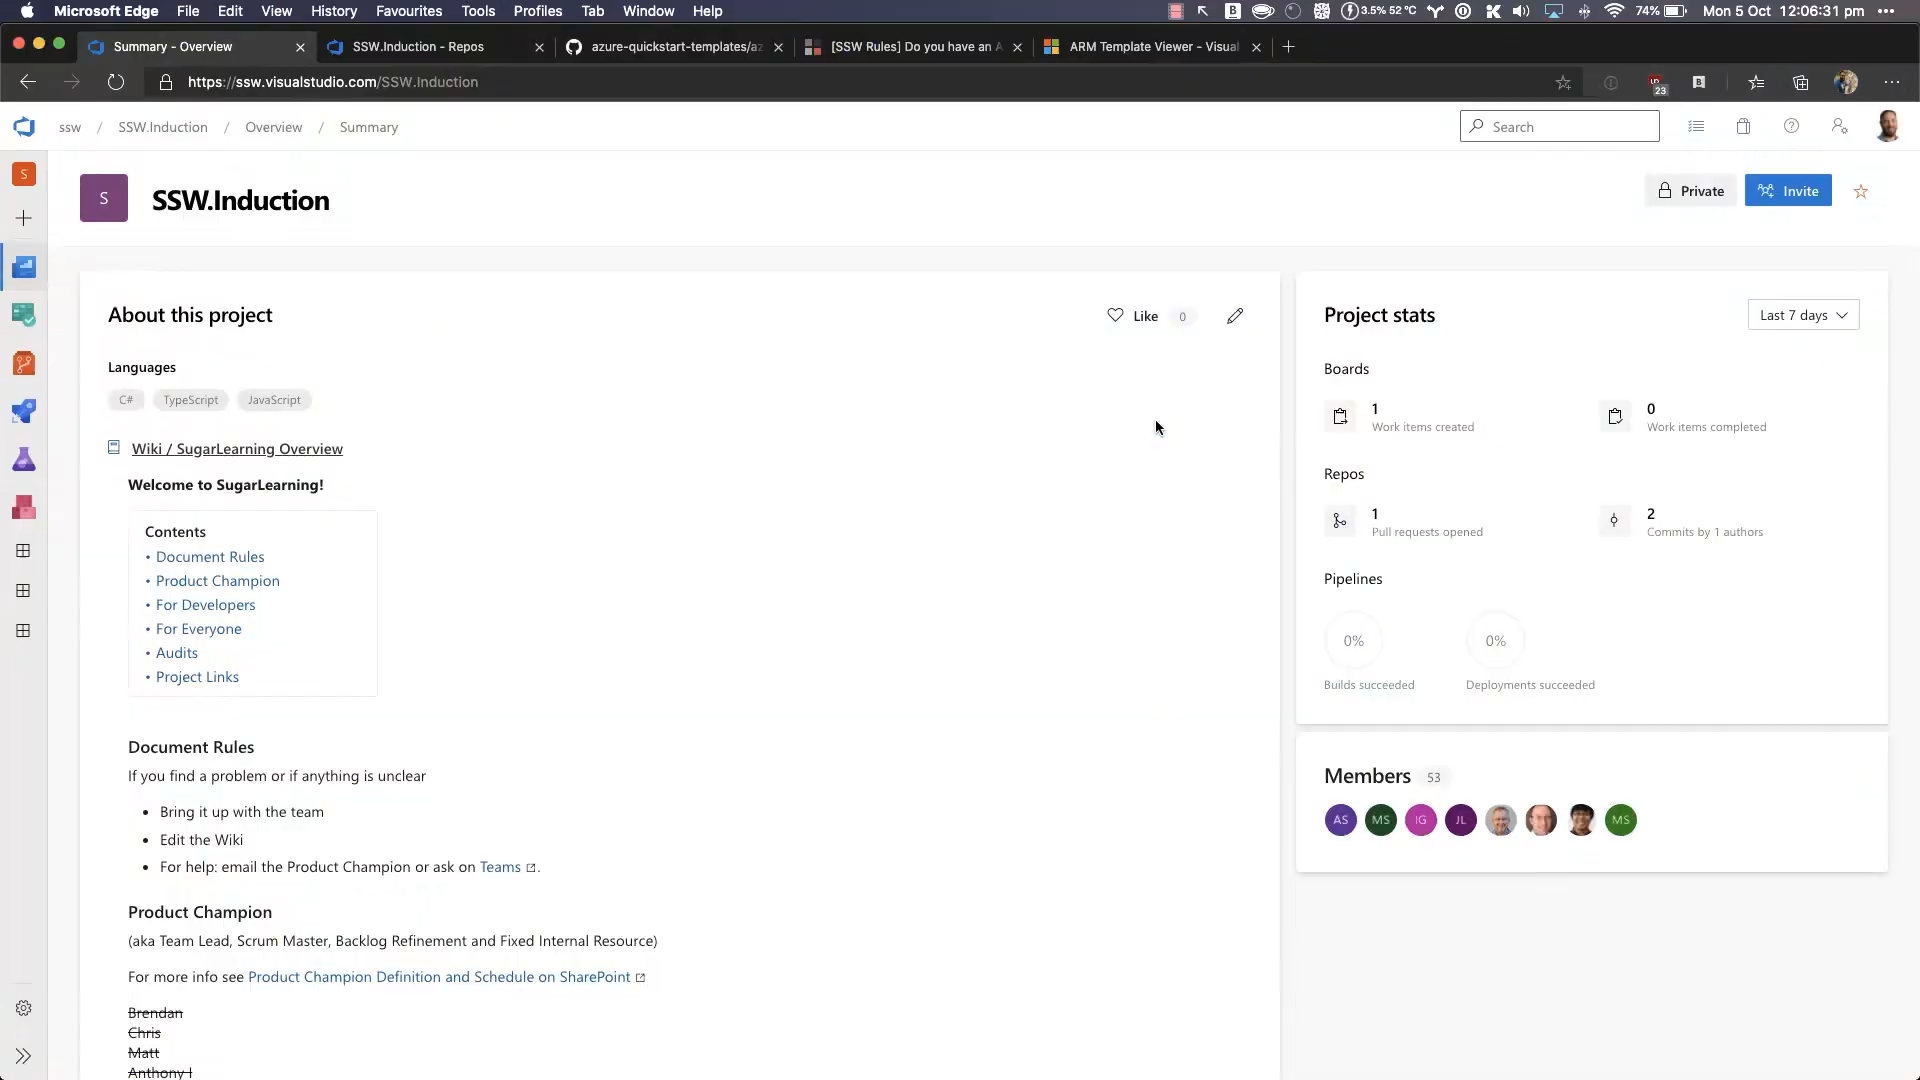 Microsoft Edge File Edit View History Favourites Tools Profiles Tab Window Help
3.5% 52 °C 74% Mon 5 Oct 12:06:31 pm
Summary - Overview
SSW.Induction - Repos
azure-quickstart-templates/az
[SSW Rules] Do you have an A
ARM Template Viewer - Visual
https://ssw.visualstudio.com/SSW.Induction
23
B
ssw / SSW.Induction / Overview / Summary
Search
S
S
SSW.Induction
Private
Invite
About this project
Like 0
Languages
C# TypeScript JavaScript
Wiki / SugarLearning Overview
Welcome to SugarLearning!
Contents
• Document Rules
• Product Champion
• For Developers
• For Everyone
• Audits
• Project Links
Document Rules
If you find a problem or if anything is unclear
• Bring it up with the team
• Edit the Wiki
• For help: email the Product Champion or ask on Teams.
Product Champion
(aka Team Lead, Scrum Master, Backlog Refinement and Fixed Internal Resource)
For more info see Product Champion Definition and Schedule on SharePoint
Brendan
Chris
Matt
Anthony I
Project stats
Last 7 days
Boards
1
Work items created
0
Work items completed
Repos
1
Pull requests opened
2
Commits by 1 authors
Pipelines
0%
Builds succeeded
0%
Deployments succeeded
Members 53
AS MS IG JL MS